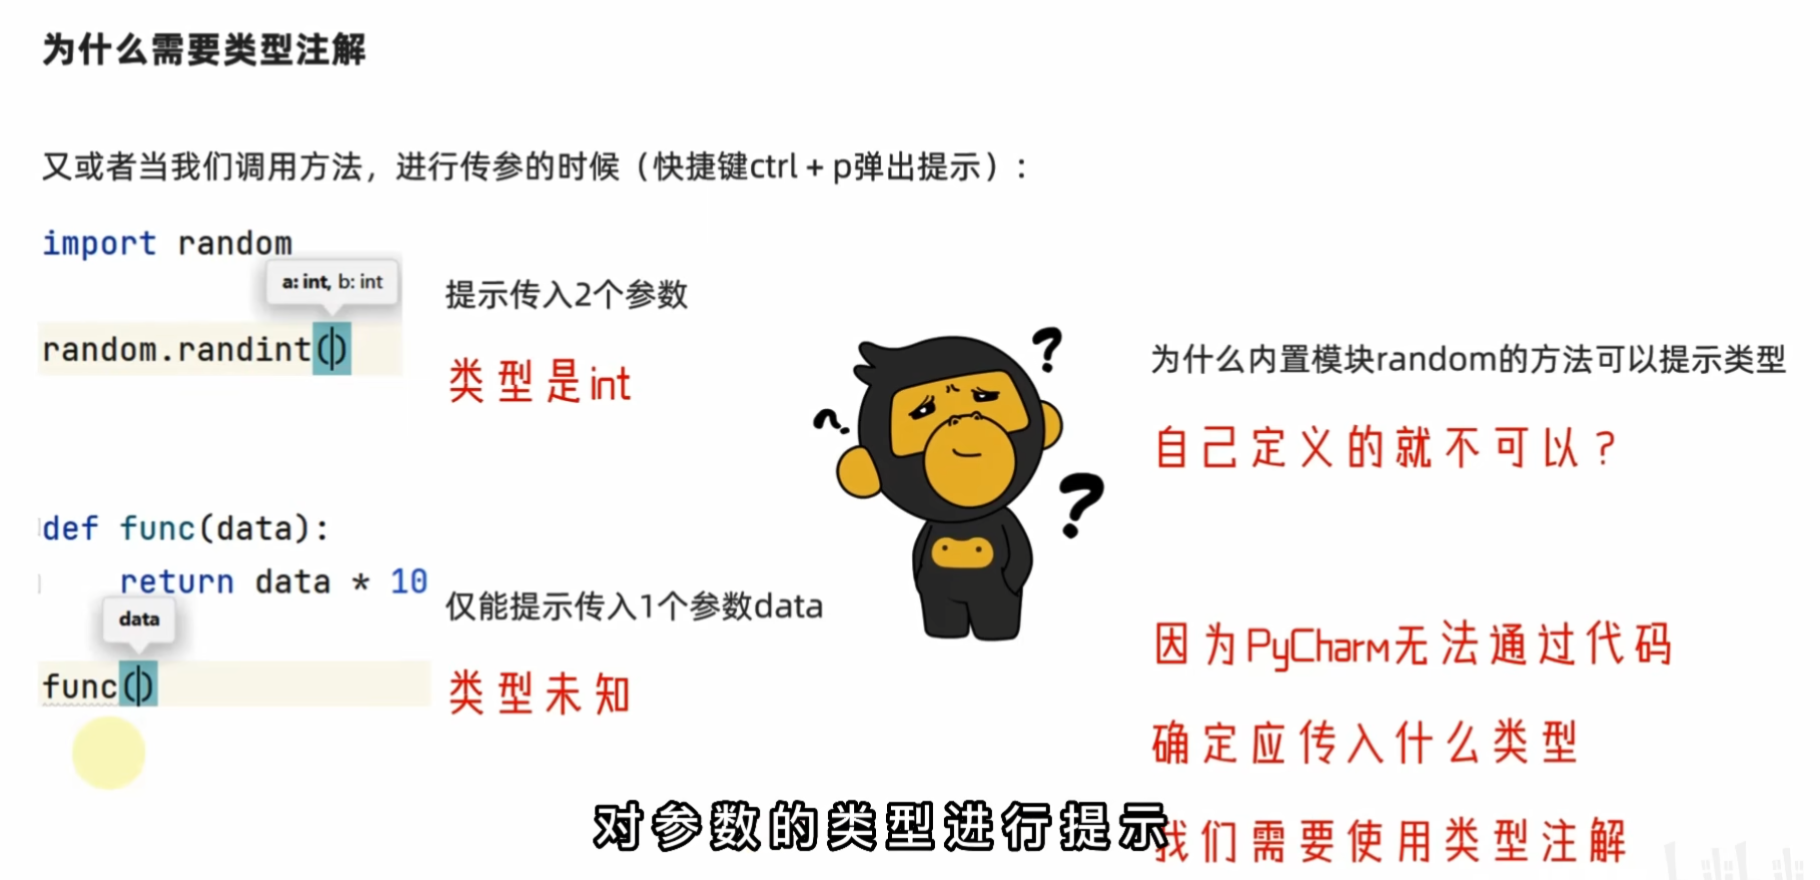 为什么需要类型注解
又或者当我们调用方法，进行传参的时候（快捷键ctrl + p弹出提示）：
import random
a: int, b: int
random.randint()
提示传入2个参数
类型是int
def func(data):
return data * 10
data
func()
仅能提示传入1个参数data
类型未知
? ? ?
为什么内置模块random的方法可以提示类型
自己定义的就不可以？
因为PyCharm无法通过代码
确定应传入什么类型
我们需要使用类型注解
对参数的类型进行提示